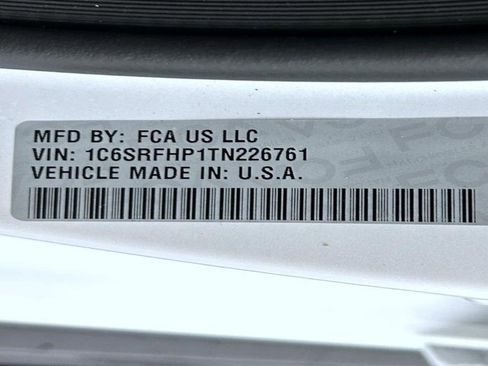 MFD BY: FCA US LLC
VIN: 1C6SRFHP1TN226761
VEHICLE MADE IN: U.S.A.